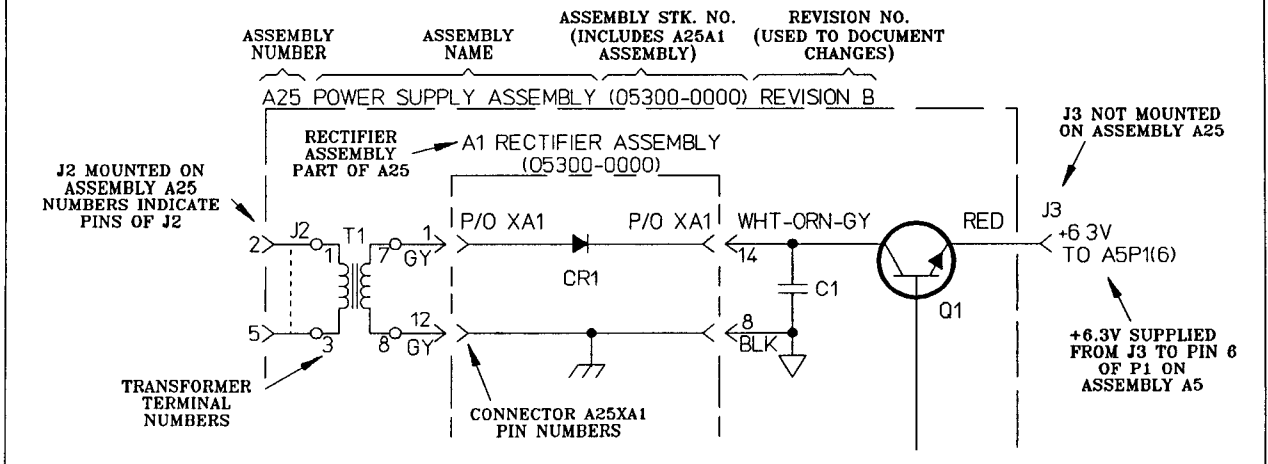 ASSEMBLY
NUMBER
ASSEMBLY
NAME
ASSEMBLY STK. NO.
(INCLUDES A25A1
ASSEMBLY)
REVISION NO.
(USED TO DOCUMENT
CHANGES)
A25 POWER SUPPLY ASSEMBLY (05300-0000) REVISION B
J3 NOT MOUNTED
ON ASSEMBLY A25
RECTIFIER
ASSEMBLY
PART OF A25
A1 RECTIFIER ASSEMBLY
(05300-0000)
J2 MOUNTED ON
ASSEMBLY A25
NUMBERS INDICATE
PINS OF J2
2 J2 1 T1 7 1 GY
P/O XA1
P/O XA1
14
WHT-ORN-GY
RED
J3
+6 3V
TO A5P1(6)
CR1
C1
Q1
5 3 8 12 GY
8
BLK
+6.3V SUPPLIED
FROM J3 TO PIN 6
OF P1 ON
ASSEMBLY A5
TRANSFORMER
TERMINAL
NUMBERS
CONNECTOR A25XA1
PIN NUMBERS